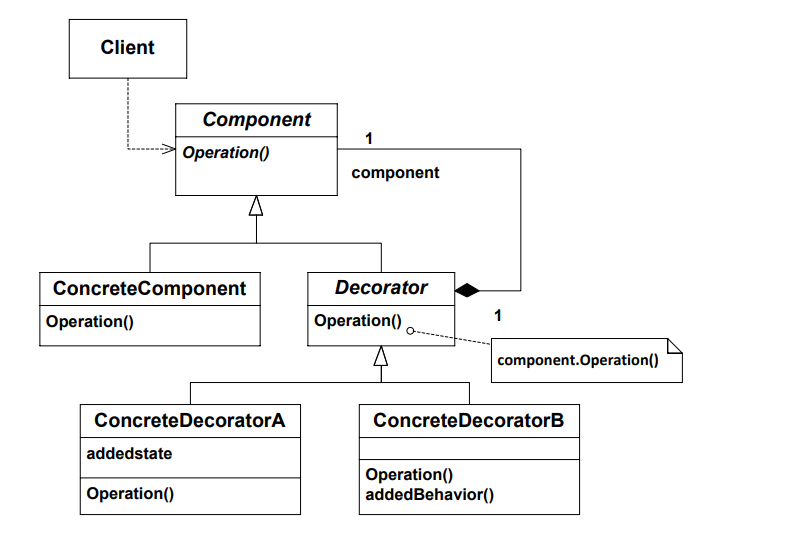 Client
Component
Operation()
1
component
ConcreteComponent
Operation()
Decorator
Operation()
1
component.Operation()
ConcreteDecoratorA
addedstate
Operation()
ConcreteDecoratorB
Operation()
addedBehavior()